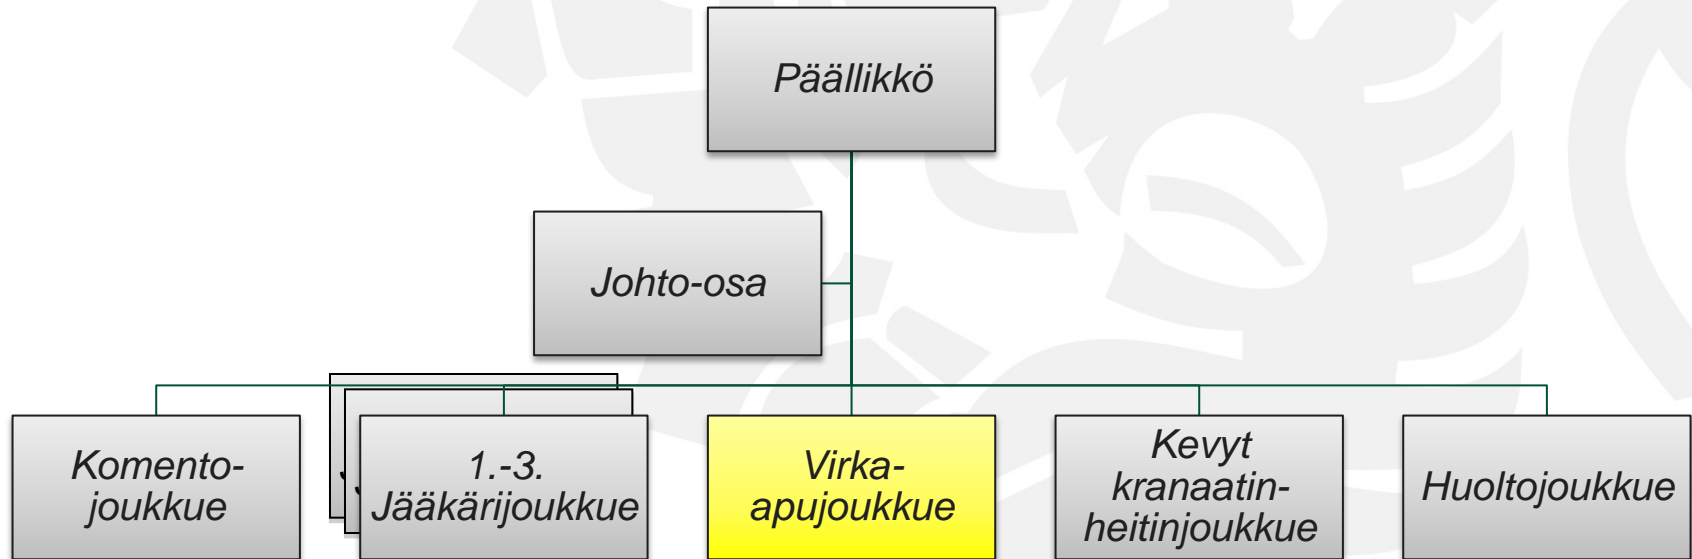 Päällikkö
Johto-osa
Komento-
joukkue
1.-3.
Jääkärijoukkue
Virka-
apujoukkue
Kevyt
kranaatin-
heitinjoukkue
Huoltojoukkue